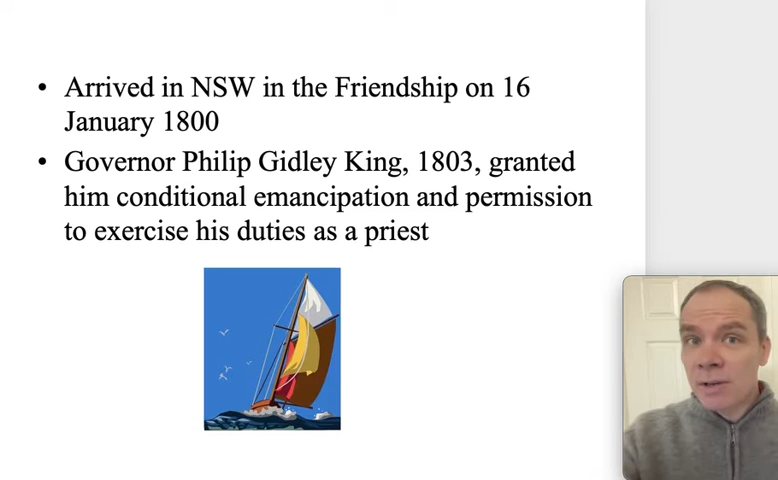 • Arrived in NSW in the Friendship on 16
January 1800
• Governor Philip Gidley King, 1803, granted
him conditional emancipation and permission
to exercise his duties as a priest